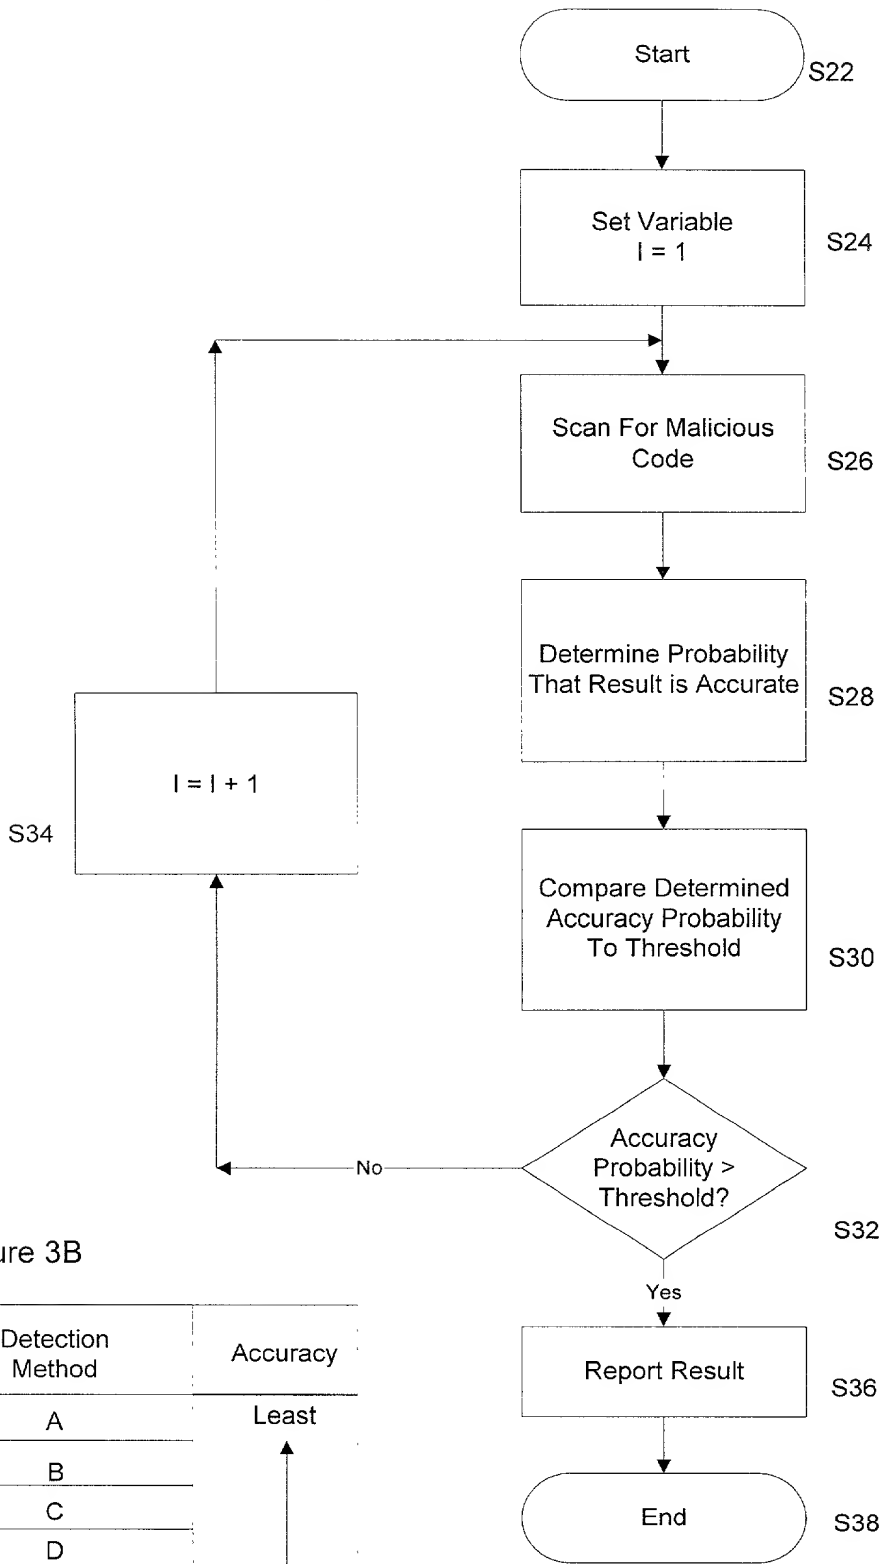 Start
S22
Set Variable
I = 1
S24
Scan For Malicious
Code
S26
Determine Probability
That Result is Accurate
S28
I = I + 1
S34
Compare Determined
Accuracy Probability
To Threshold
S30
Accuracy
Probability >
Threshold?
S32
No
Yes
Report Result
S36
End
S38
ure 3B
Detection
Method
Accuracy
A
Least
B
C
D